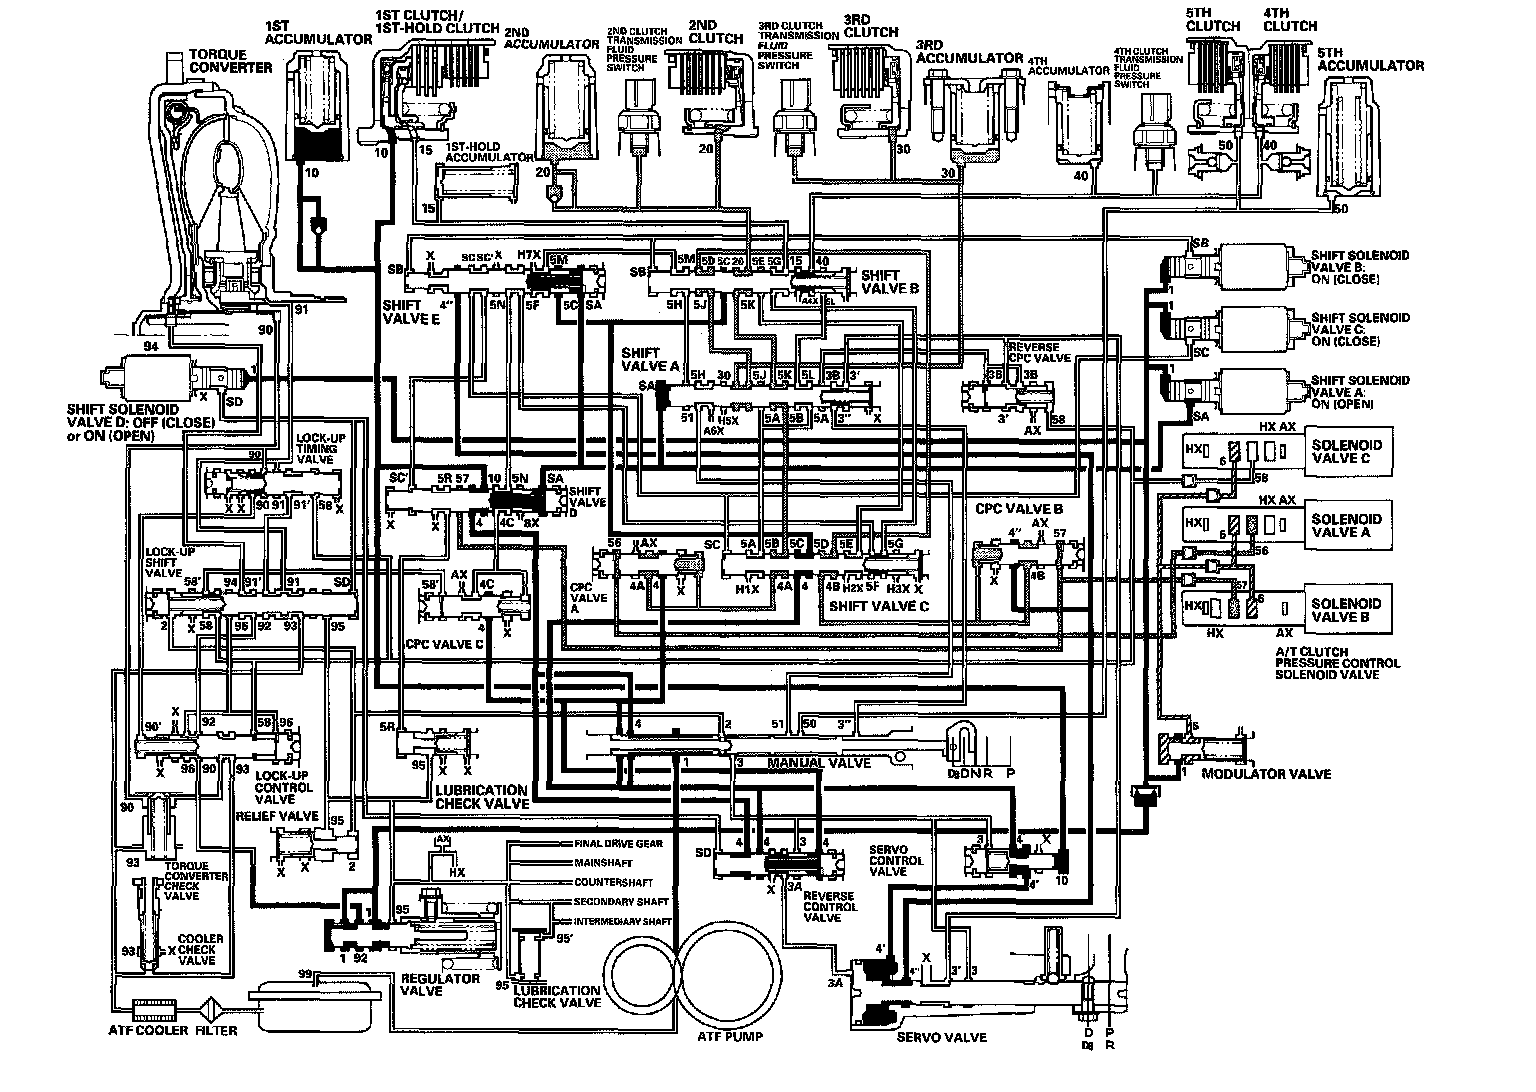 1ST
ACCUMULATOR
1ST CLUTCH/
1ST-HOLD CLUTCH
2ND
ACCUMULATOR
2ND CLUTCH
TRANSMISSION
FLUID
PRESSURE
SWITCH
2ND
CLUTCH
3RD CLUTCH
TRANSMISSION
FLUID
PRESSURE
SWITCH
3RD
CLUTCH
3RD
ACCUMULATOR
4TH
ACCUMULATOR
4TH CLUTCH
TRANSMISSION
FLUID
PRESSURE
SWITCH
5TH
CLUTCH
4TH
CLUTCH
5TH
ACCUMULATOR
TORQUE
CONVERTER
10
10
15
1ST-HOLD
ACCUMULATOR
15
20
20
30
30
40
50
40
50
91
90
94
SB
X
SC SC' X
H7X
5M
4"
5N
5F
5C
SA
SHIFT
VALVE E
SB
5M
5D
5C
20
5E
5G
15
40
5H
5J
5K
A4X
5L
SHIFT
VALVE B
SB
1
SHIFT SOLENOID
VALVE B:
ON (CLOSE)
1
SC
SHIFT SOLENOID
VALVE C:
ON (CLOSE)
1
SA
SHIFT SOLENOID
VALVE A:
ON (OPEN)
1
X
SD
SHIFT SOLENOID
VALVE D: OFF (CLOSE)
or ON (OPEN)
SHIFT
VALVE A
SA
5H
30
5J
5K
5L
3B
3'
51
H5X
A6X
5A
5B
5A
3"
X
REVERSE
CPC VALVE
3B
3B
3'
AX
58
HX AX
HX
6
58
SOLENOID
VALVE C
HX AX
HX
6
56
SOLENOID
VALVE A
57
HX
6
HX
AX
SOLENOID
VALVE B
A/T CLUTCH
PRESSURE CONTROL
SOLENOID VALVE
LOCK-UP
TIMING
VALVE
90
X X
90
91
91'
58'
X
SC'
5R
57
10
5N
SA
X
X
4
4C
8X
SHIFT
VALVE
D
LOCK-UP
SHIFT
VALVE
58'
94
91'
91
SD
2
58
96
92
93
95
58'
AX
4C
4
X
CPC VALVE C
56
AX
4A
4
X
CPC
VALVE
A
SC
5A
5B
5C
5D
5E
5G
H1X
4A
4
4B
H2X
5F
H3X
X
SHIFT VALVE C
CPC VALVE B
4"
AX
57
X
4B
90'
X
92
58
96
X
96
90
93
X
LOCK-UP
CONTROL
VALVE
5R
95
X
X
LUBRICATION
CHECK VALVE
4
2
51
50
3"
1
3
MANUAL VALVE
D₃ D N R P
6
1
MODULATOR VALVE
90
93
TORQUE
CONVERTER
CHECK
VALVE
RELIEF VALVE
95
X
X
2
AX
HX
FINAL DRIVE GEAR
MAINSHAFT
COUNTERSHAFT
SECONDARY SHAFT
INTERMEDIARY SHAFT
95'
95
LUBRICATION
CHECK VALVE
SD
4
4
3
4
X
3A
REVERSE
CONTROL
VALVE
SERVO
CONTROL
VALVE
3
4"
X
4'
10
93
X
COOLER
CHECK
VALVE
1
95
1
92
REGULATOR
VALVE
99
ATF COOLER
FILTER
ATF PUMP
3A
4'
4"
X
3'
3
SERVO VALVE
D
P
R